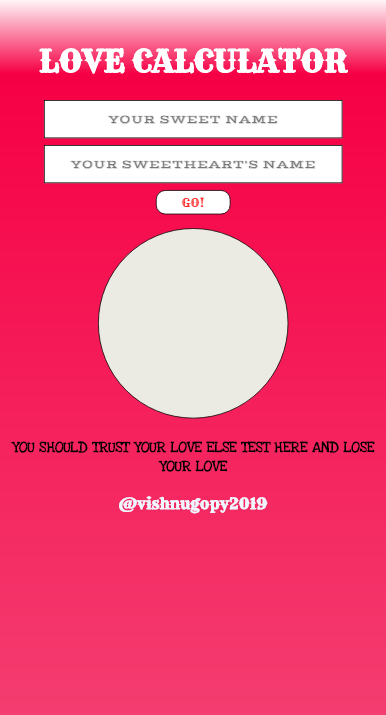 LOVE CALCULATOR
YOUR SWEET NAME
YOUR SWEETHEART'S NAME
GO!
YOU SHOULD TRUST YOUR LOVE ELSE TEST HERE AND LOSE
YOUR LOVE
@vishnugopy2019